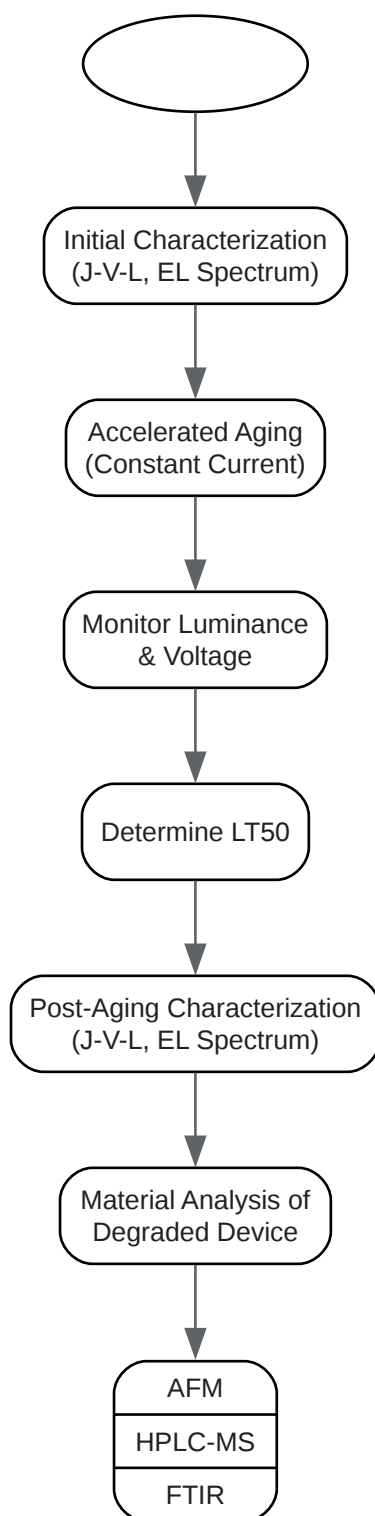 Initial Characterization
(J-V-L, EL Spectrum)
Accelerated Aging
(Constant Current)
Monitor Luminance
& Voltage
Determine LT50
Post-Aging Characterization
(J-V-L, EL Spectrum)
Material Analysis of
Degraded Device
AFM
HPLC-MS
FTIR